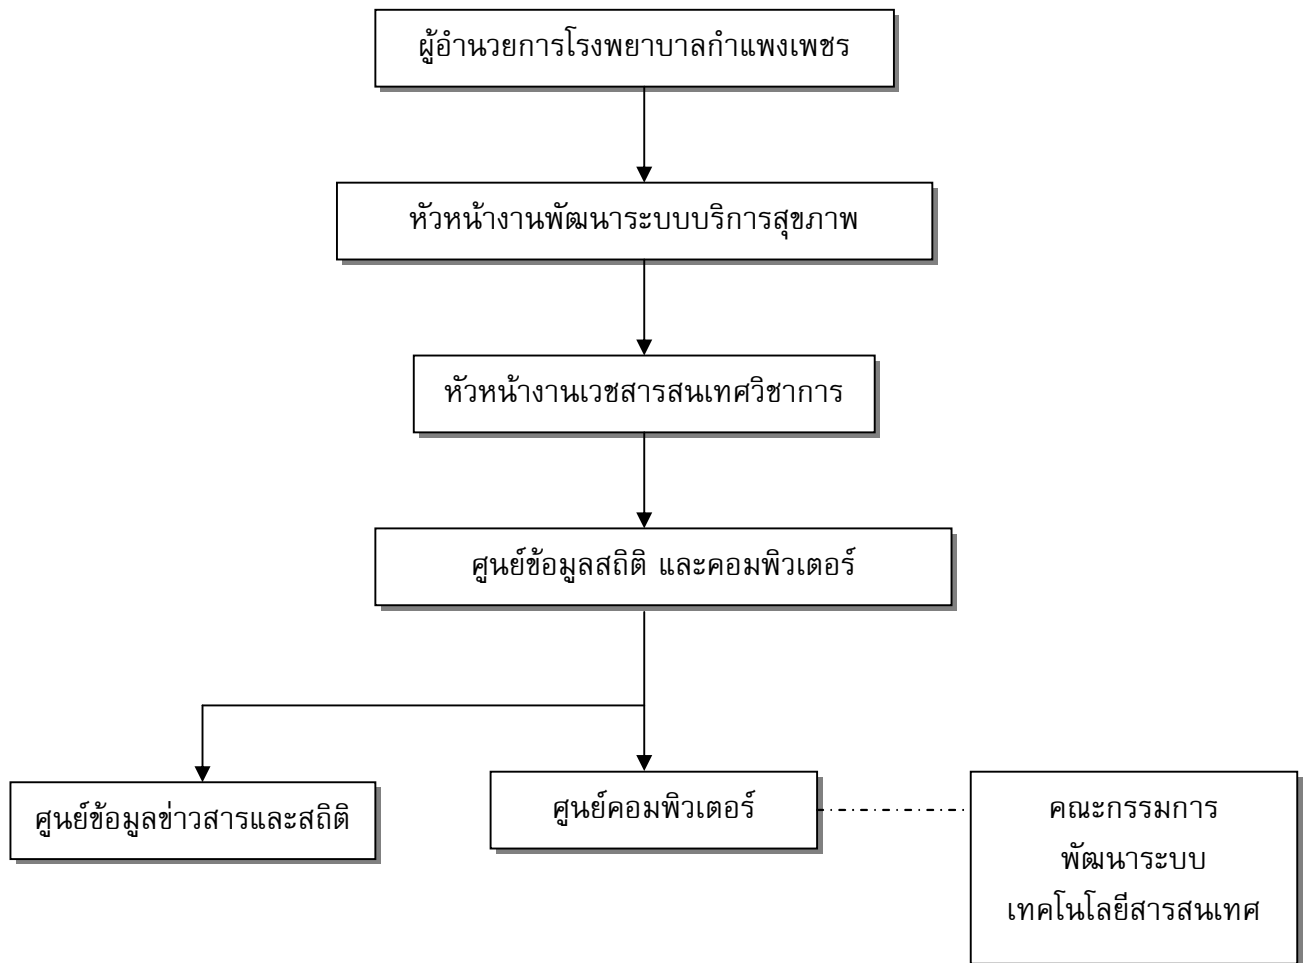 ผู้อำนวยการโรงพยาบาลกำแพงเพชร
หัวหน้างานพัฒนาระบบบริการสุขภาพ
หัวหน้างานเวชสารสนเทศวิชาการ
ศูนย์ข้อมูลสถิติ และคอมพิวเตอร์
ศูนย์ข้อมูลข่าวสารและสถิติ
ศูนย์คอมพิวเตอร์
คณะกรรมการ
พัฒนาระบบ
เทคโนโลยีสารสนเทศ